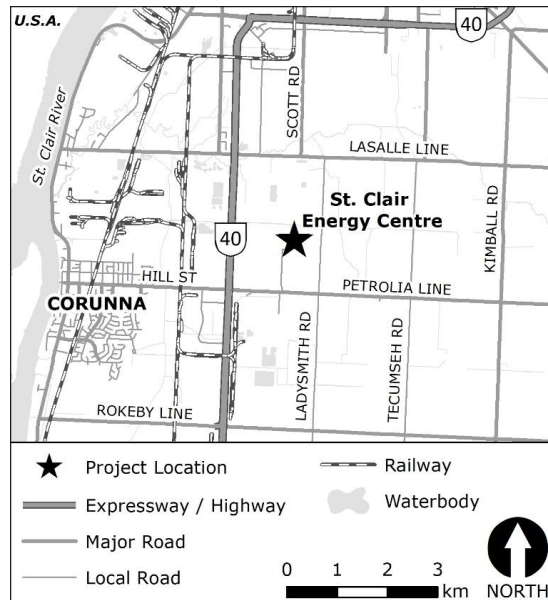 U.S.A.
40
SCOTT RD
St. Clair River
LASALLE LINE
St. Clair
Energy Centre
KIMBALL RD
40
HILL ST
PETROLIA LINE
CORUNNA
LADYSMITH RD
TECUMSEH RD
ROKEBY LINE
Project Location
Railway
Expressway / Highway
Waterbody
Major Road
Local Road
0 1 2 3
km
NORTH